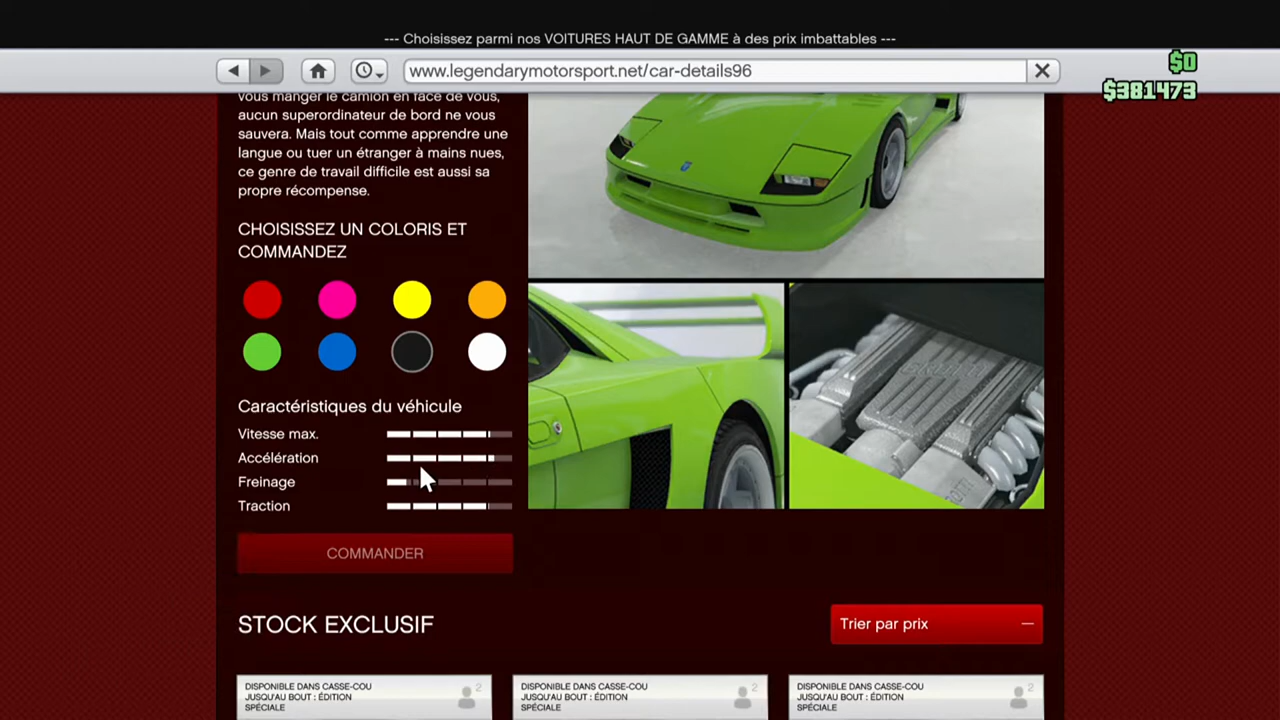 --- Choisissez parmi nos VOITURES HAUT DE GAMME à des prix imbattables ---
www.legendarymotorsport.net/car-details96
$0
$381473
vous manger le camion en face de vous,
aucun superordinateur de bord ne vous
sauvera. Mais tout comme apprendre une
langue ou tuer un étranger à mains nues,
ce genre de travail difficile est aussi sa
propre récompense.
CHOISISSEZ UN COLORIS ET
COMMANDEZ
Caractéristiques du véhicule
Vitesse max.
Accélération
Freinage
Traction
COMMANDER
STOCK EXCLUSIF
Trier par prix
DISPONIBLE DANS CASSE-COU
JUSQU'AU BOUT : ÉDITION
SPÉCIALE
2
DISPONIBLE DANS CASSE-COU
JUSQU'AU BOUT : ÉDITION
SPÉCIALE
2
DISPONIBLE DANS CASSE-COU
JUSQU'AU BOUT : ÉDITION
SPÉCIALE
2